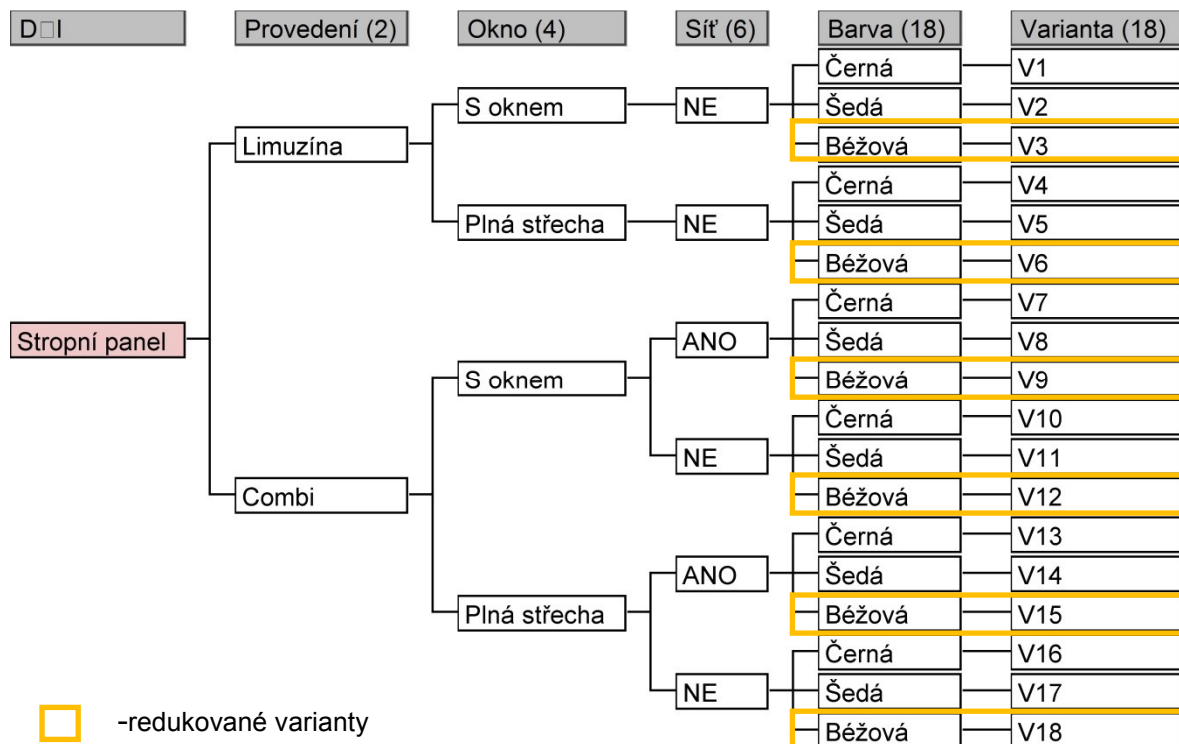 D□l Provedení (2) Okno (4) Síť (6) Barva (18) Varianta (18)
Černá V1
S oknem NE Šedá V2
Limuzína Béžová V3
Černá V4
Plná střecha NE Šedá V5
Béžová V6
Černá V7
Stropní panel ANO Šedá V8
S oknem Béžová V9
Černá V10
NE Šedá V11
Combi Béžová V12
Černá V13
ANO Šedá V14
Plná střecha Béžová V15
Černá V16
NE Šedá V17
-redukované varianty Béžová V18